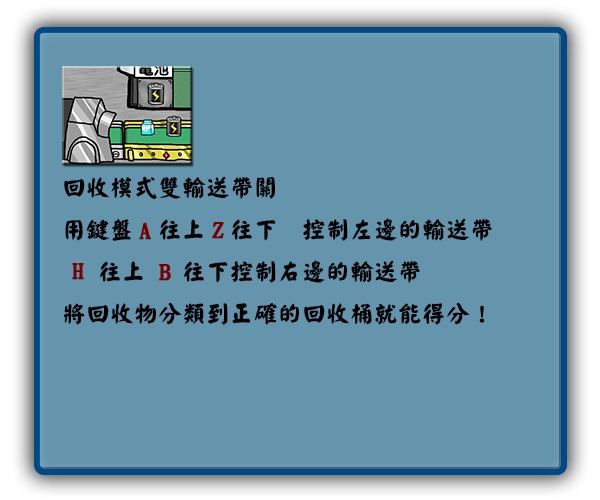 電池
回收模式雙輸送帶關
用鍵盤 A 往上 Z 往下　控制左邊的輸送帶
H 往上 B 往下控制右邊的輸送帶
將回收物分類到正確的回收桶就能得分！